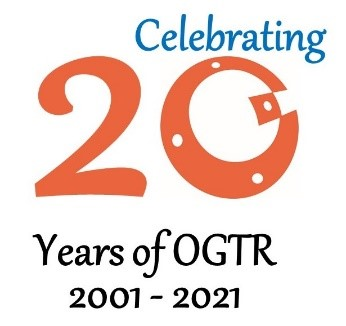 Celebrating
20
Years of OGTR
2001 - 2021